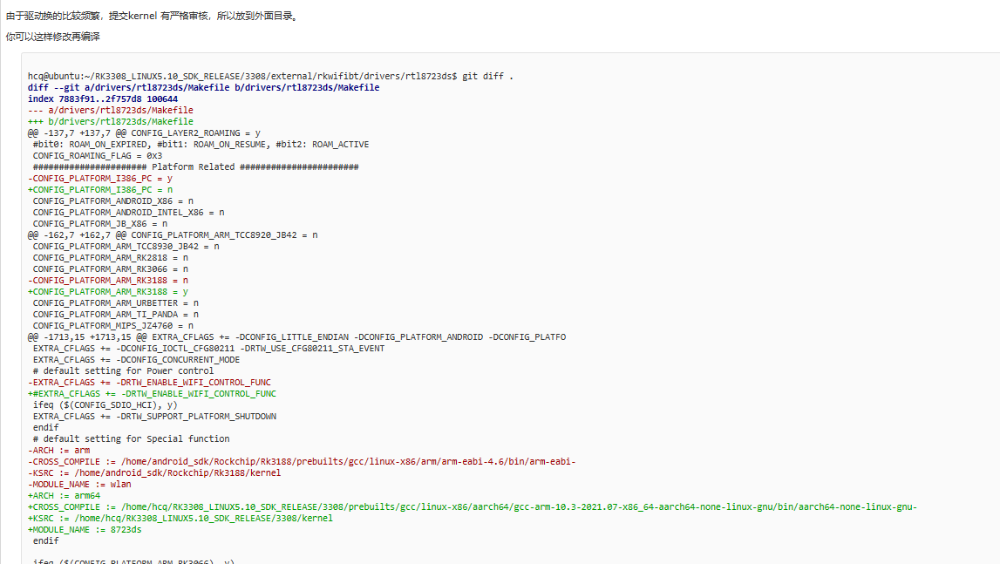 由于驱动换的比较频繁，提交kernel 有严格审核，所以放到外面目录。
你可以这样修改再编译
hcq@ubuntu:~/RK3308_LINUX5.10_SDK_RELEASE/3308/external/rkwifibt/drivers/rtl8723ds$ git diff .
diff --git a/drivers/rtl8723ds/Makefile b/drivers/rtl8723ds/Makefile
index 7883f91..2f757d8 100644
--- a/drivers/rtl8723ds/Makefile
+++ b/drivers/rtl8723ds/Makefile
@@ -137,7 +137,7 @@ CONFIG_LAYER2_ROAMING = y
 #bit0: ROAM_ON_EXPIRED, #bit1: ROAM_ON_RESUME, #bit2: ROAM_ACTIVE
 CONFIG_ROAMING_FLAG = 0x3
 ###################### Platform Related #######################
-CONFIG_PLATFORM_I386_PC = y
+CONFIG_PLATFORM_I386_PC = n
 CONFIG_PLATFORM_ANDROID_X86 = n
 CONFIG_PLATFORM_ANDROID_INTEL_X86 = n
 CONFIG_PLATFORM_JB_X86 = n
@@ -162,7 +162,7 @@ CONFIG_PLATFORM_ARM_TCC8920_JB42 = n
 CONFIG_PLATFORM_ARM_TCC8930_JB42 = n
 CONFIG_PLATFORM_ARM_RK2818 = n
 CONFIG_PLATFORM_ARM_RK3066 = n
-CONFIG_PLATFORM_ARM_RK3188 = n
+CONFIG_PLATFORM_ARM_RK3188 = y
 CONFIG_PLATFORM_ARM_URBETTER = n
 CONFIG_PLATFORM_ARM_TI_PANDA = n
 CONFIG_PLATFORM_MIPS_JZ4760 = n
@@ -1713,15 +1713,15 @@ EXTRA_CFLAGS += -DCONFIG_LITTLE_ENDIAN -DCONFIG_PLATFORM_ANDROID -DCONFIG_PLATFO
 EXTRA_CFLAGS += -DCONFIG_IOCTL_CFG80211 -DRTW_USE_CFG80211_STA_EVENT
 EXTRA_CFLAGS += -DCONFIG_CONCURRENT_MODE
 # default setting for Power control
-EXTRA_CFLAGS += -DRTW_ENABLE_WIFI_CONTROL_FUNC
+#EXTRA_CFLAGS += -DRTW_ENABLE_WIFI_CONTROL_FUNC
 ifeq ($(CONFIG_SDIO_HCI), y)
 EXTRA_CFLAGS += -DRTW_SUPPORT_PLATFORM_SHUTDOWN
 endif
 # default setting for Special function
-ARCH := arm
-CROSS_COMPILE := /home/android_sdk/Rockchip/Rk3188/prebuilts/gcc/linux-x86/arm/arm-eabi-4.6/bin/arm-eabi-
-KSRC := /home/android_sdk/Rockchip/Rk3188/kernel
-MODULE_NAME := wlan
+ARCH := arm64
+CROSS_COMPILE := /home/hcq/RK3308_LINUX5.10_SDK_RELEASE/3308/prebuilts/gcc/linux-x86/aarch64/gcc-arm-10.3-2021.07-x86_64-aarch64-none-linux-gnu/bin/aarch64-none-linux-gnu-
+KSRC := /home/hcq/RK3308_LINUX5.10_SDK_RELEASE/3308/kernel
+MODULE_NAME := 8723ds
 endif
 ifeq ($(CONFIG_PLATFORM_ARM_RK3066), y)